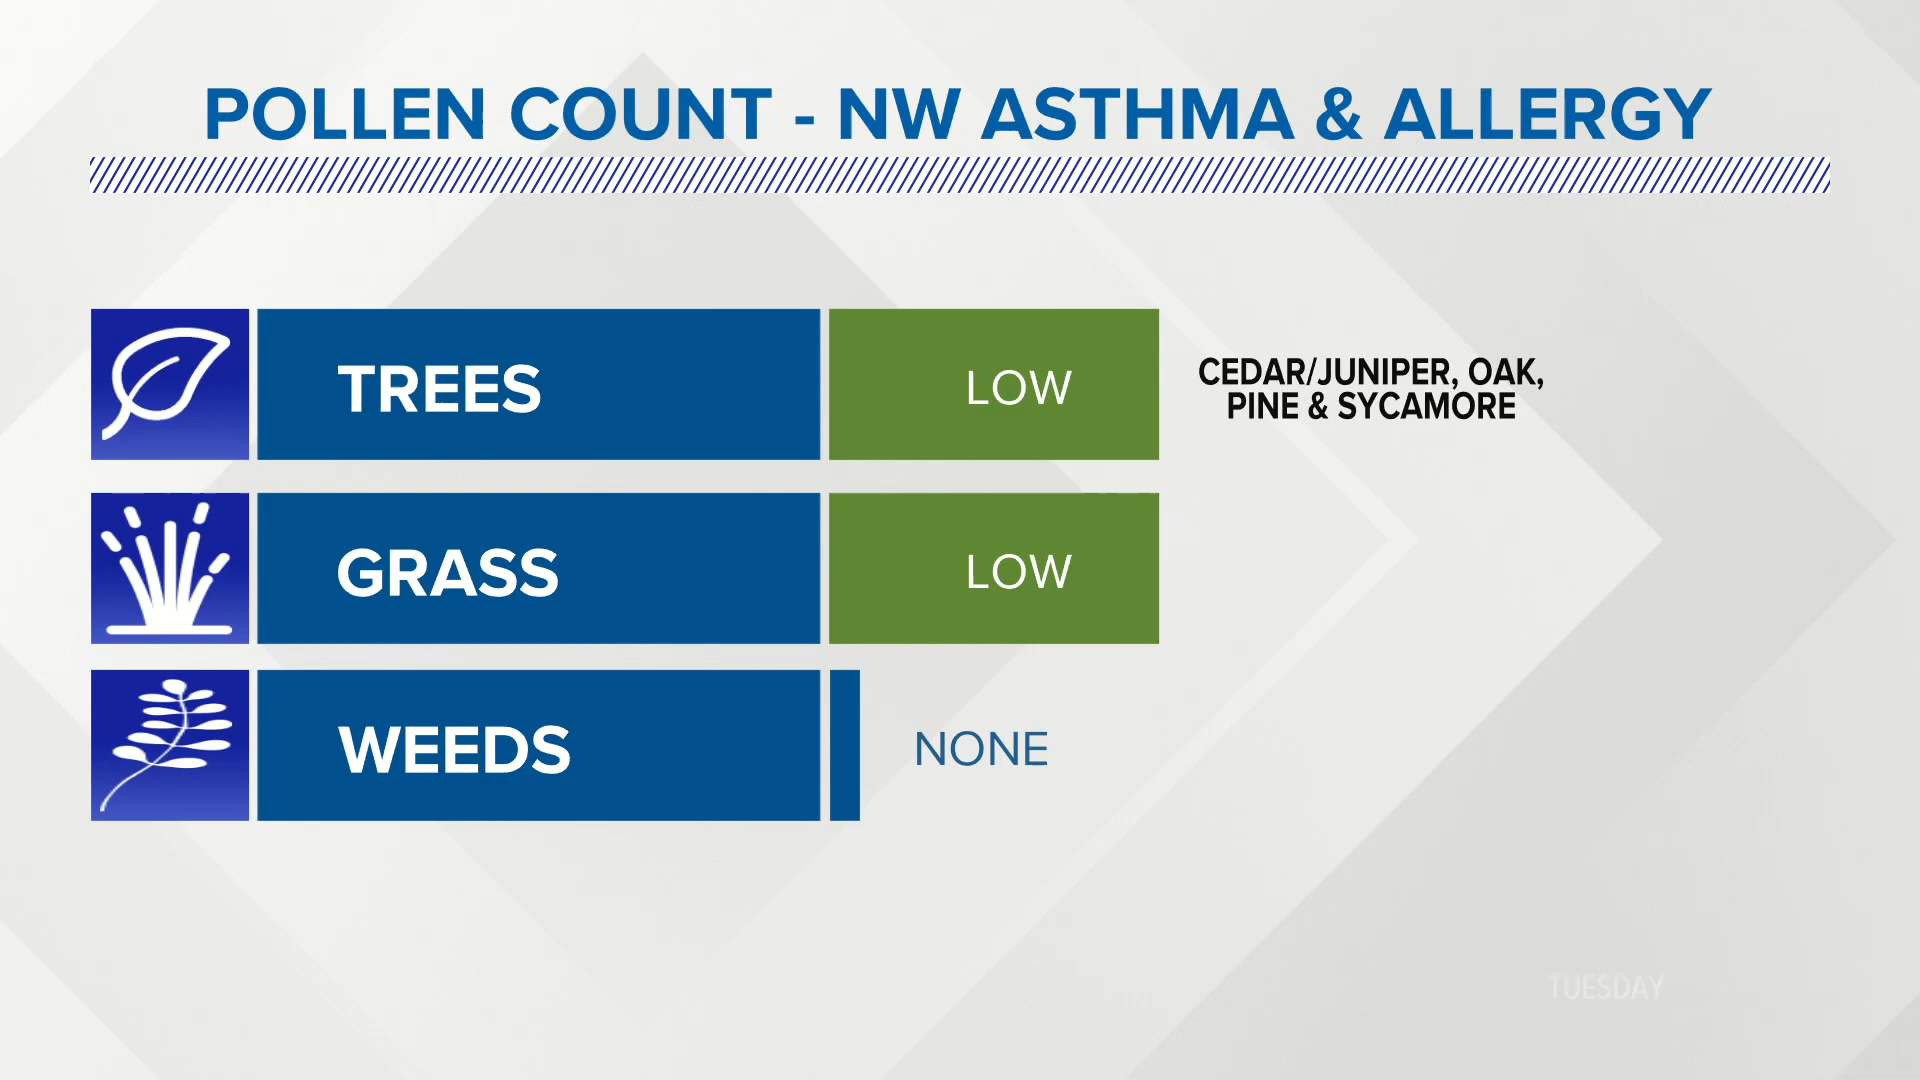 POLLEN COUNT - NW ASTHMA & ALLERGY
TREES
LOW
CEDAR/JUNIPER, OAK,
PINE & SYCAMORE
GRASS
LOW
WEEDS
NONE
TUESDAY